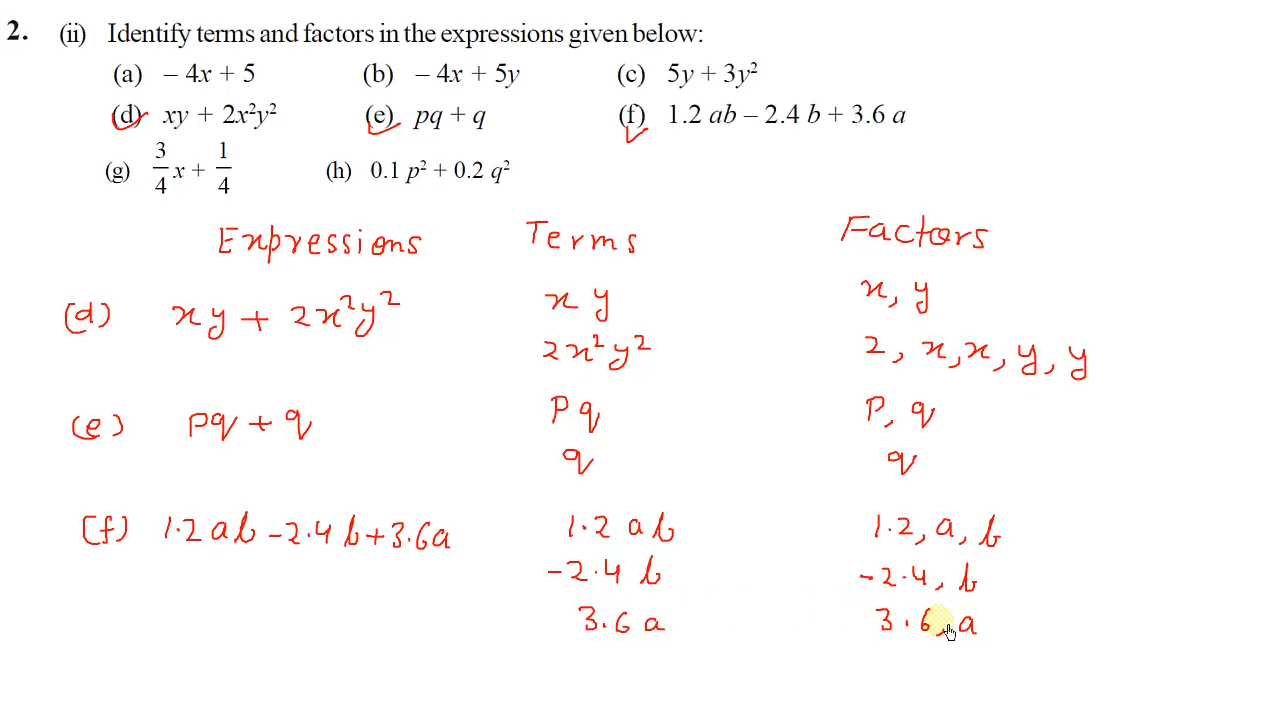 2. (ii) Identify terms and factors in the expressions given below:
(a) – 4x + 5 (b) – 4x + 5y (c) 5y + 3y²
(d) xy + 2x²y² (e) pq + q (f) 1.2 ab – 2.4 b + 3.6 a
(g) 3/4 x + 1/4 (h) 0.1 p² + 0.2 q²
Expressions Terms Factors
(d) xy + 2x²y² xy x, y
2x²y² 2, x, x, y, y
(e) pq + q pq p, q
q q
(f) 1.2 ab - 2.4 b + 3.6a 1.2 ab 1.2, a, b
-2.4 b -2.4, b
3.6 a 3.6, a